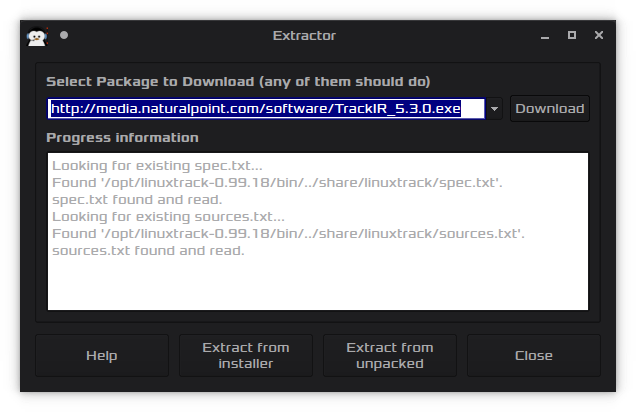 Extractor
Select Package to Download (any of them should do)
http://media.naturalpoint.com/software/TrackIR_5.3.0.exe
Download
Progress information
Looking for existing spec.txt...
Found '/opt/linuxtrack-0.99.18/bin/../share/linuxtrack/spec.txt'.
spec.txt found and read.
Looking for existing sources.txt...
Found '/opt/linuxtrack-0.99.18/bin/../share/linuxtrack/sources.txt'.
sources.txt found and read.
Help
Extract from
installer
Extract from
unpacked
Close